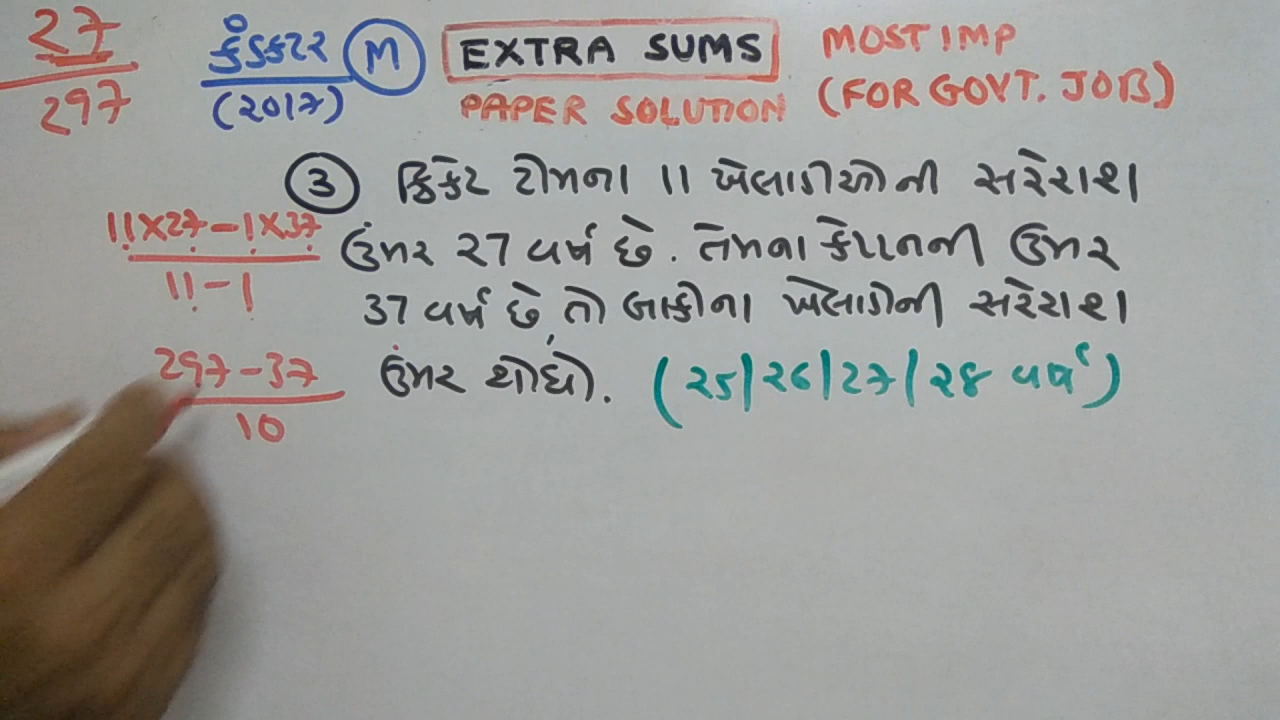 27
297
કંડકટર M
(2017)
EXTRA SUMS
PAPER SOLUTION
MOST IMP
(FOR GOVT. JOB)
3 ક્રિકેટ ટીમના 11 ખેલાડીઓની સરેરાશ
ઉંમર 27 વર્ષ છે. તેમના કેપ્ટનની ઉંમર
37 વર્ષ છે, તો બાકીના ખેલાડીની સરેરાશ
ઉંમર શોધો. (25/26/27/28 વર્ષ)
11×27-1×37
11-1
297-37
10